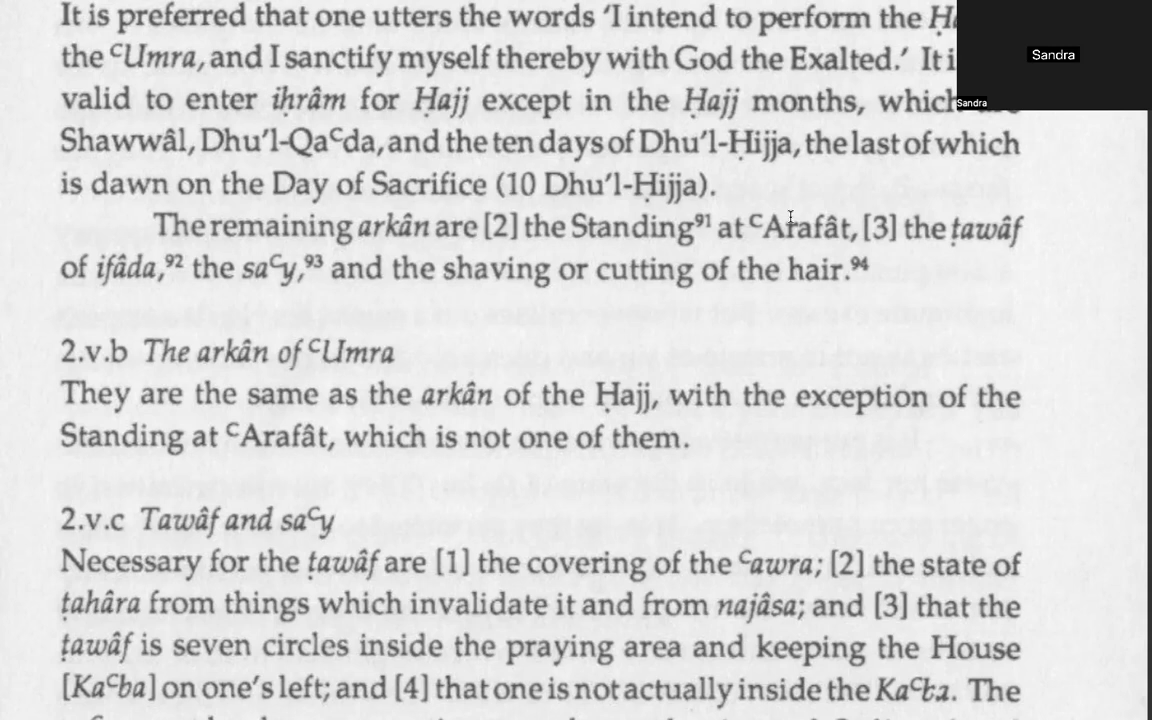 It is preferred that one utters the words ‘I intend to perform the
the ᶜUmra, and I sanctify myself thereby with God the Exalted.’ It
Sandra
valid to enter ihrâm for Ḥajj except in the Ḥajj months, which are
Sandra
Shawwâl, Dhu’l-Qaᶜda, and the ten days of Dhu’l-Hijja, the last of which
is dawn on the Day of Sacrifice (10 Dhu’l-Hijja).
The remaining arkân are [2] the Standing⁹¹ at ᶜArafât, [3] the ṭawâf
of ifâda,⁹² the saᶜy,⁹³ and the shaving or cutting of the hair.⁹⁴
2.v.b The arkân of ᶜUmra
They are the same as the arkân of the Hajj, with the exception of the
Standing at ᶜArafât, which is not one of them.
2.v.c Tawâf and saᶜy
Necessary for the ṭawâf are [1] the covering of the ᶜawra; [2] the state of
ṭahâra from things which invalidate it and from najâsa; and [3] that the
ṭawâf is seven circles inside the praying area and keeping the House
[Kaᶜba] on one’s left; and [4] that one is not actually inside the Kaᶜba. The